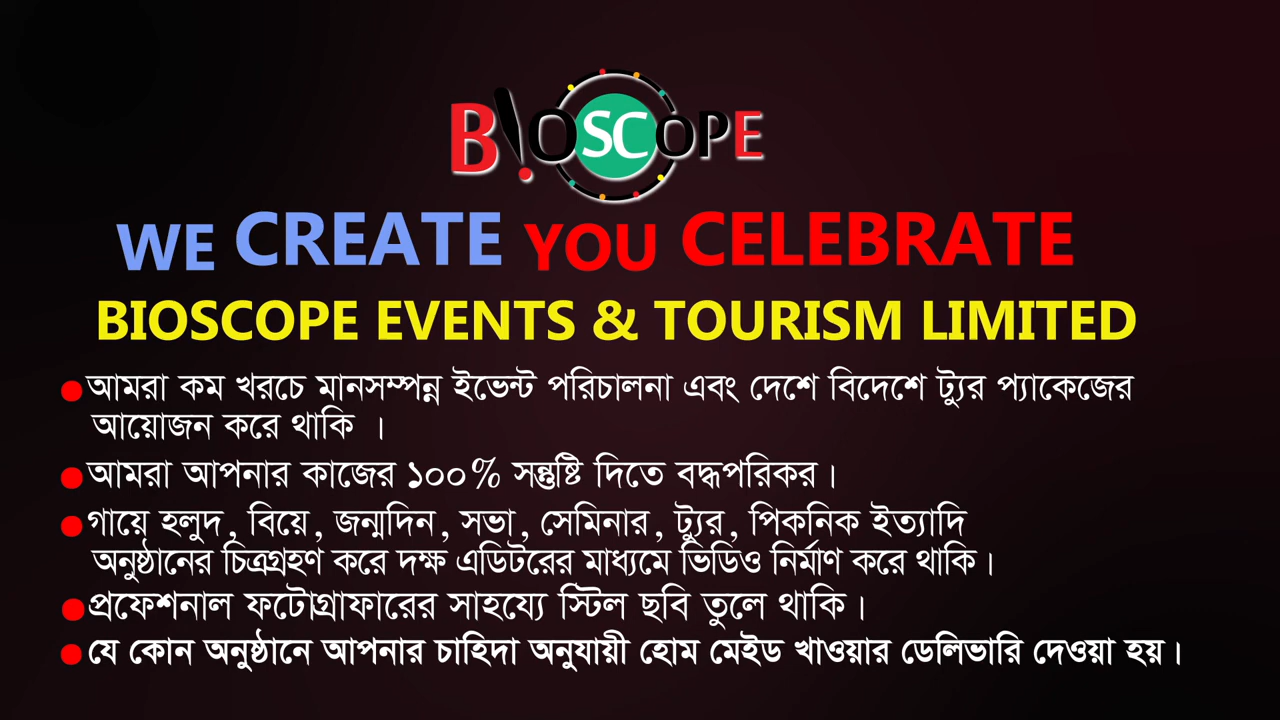 BIOSCOPE
WE CREATE YOU CELEBRATE
BIOSCOPE EVENTS & TOURISM LIMITED
আমরা কম খরচে মানসম্পন্ন ইভেন্ট পরিচালনা এবং দেশে বিদেশে ট্যুর প্যাকেজের
আয়োজন করে থাকি ।
আমরা আপনার কাজের ১০০% সন্তুষ্টি দিতে বদ্ধপরিকর।
গায়ে হলুদ, বিয়ে, জন্মদিন, সভা, সেমিনার, ট্যুর, পিকনিক ইত্যাদি
অনুষ্ঠানের চিত্রগ্রহণ করে দক্ষ এডিটরের মাধ্যমে ভিডিও নির্মাণ করে থাকি।
প্রফেশনাল ফটোগ্রাফারের সাহয্যে স্টিল ছবি তুলে থাকি।
যে কোন অনুষ্ঠানে আপনার চাহিদা অনুযায়ী হোম মেইড খাওয়ার ডেলিভারি দেওয়া হয়।